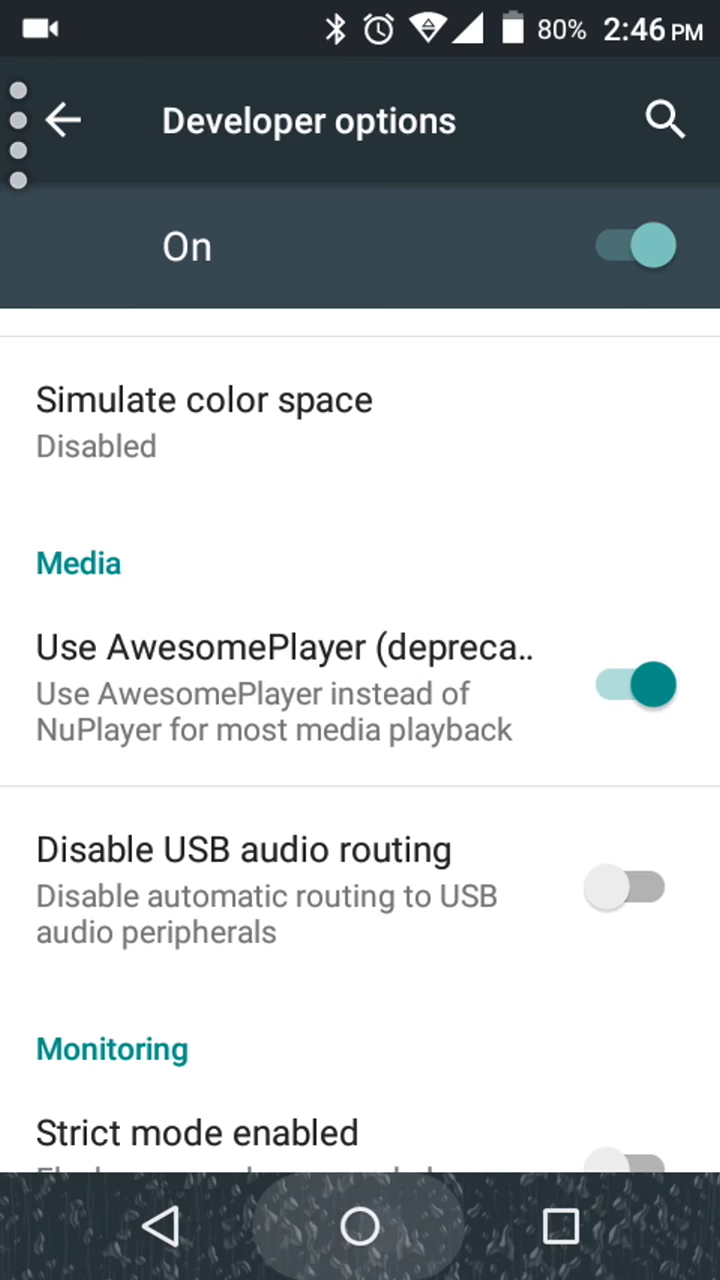 80% 2:46 PM
Developer options
On
Simulate color space
Disabled
Media
Use AwesomePlayer (depreca..
Use AwesomePlayer instead of
NuPlayer for most media playback
Disable USB audio routing
Disable automatic routing to USB
audio peripherals
Monitoring
Strict mode enabled